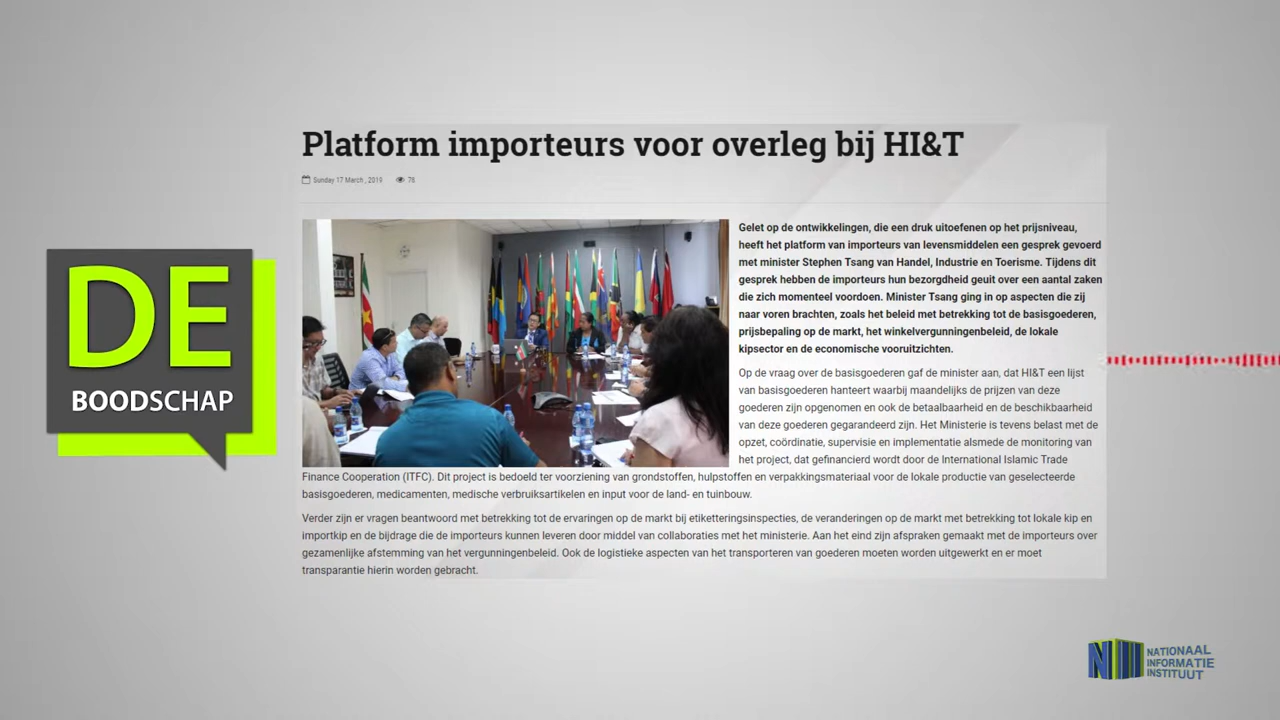 Platform importeurs voor overleg bij HI&T
Sunday 17 March , 2019 76
DE
BOODSCHAP
Gelet op de ontwikkelingen, die een druk uitoefenen op het prijsniveau,
heeft het platform van importeurs van levensmiddelen een gesprek gevoerd
met minister Stephen Tsang van Handel, Industrie en Toerisme. Tijdens dit
gesprek hebben de importeurs hun bezorgdheid geuit over een aantal zaken
die zich momenteel voordoen. Minister Tsang ging in op aspecten die zij
naar voren brachten, zoals het beleid met betrekking tot de basisgoederen,
prijsbepaling op de markt, het winkelvergunningenbeleid, de lokale
kipsector en de economische vooruitzichten.
Op de vraag over de basisgoederen gaf de minister aan, dat HI&T een lijst
van basisgoederen hanteert waarbij maandelijks de prijzen van deze
goederen zijn opgenomen en ook de betaalbaarheid en de beschikbaarheid
van deze goederen gegarandeerd zijn. Het Ministerie is tevens belast met de
opzet, coördinatie, supervisie en implementatie alsmede de monitoring van
het project, dat gefinancierd wordt door de International Islamic Trade
Finance Cooperation (ITFC). Dit project is bedoeld ter voorziening van grondstoffen, hulpstoffen en verpakkingsmateriaal voor de lokale productie van geselecteerde
basisgoederen, medicamenten, medische verbruiksartikelen en input voor de land- en tuinbouw.
Verder zijn er vragen beantwoord met betrekking tot de ervaringen op de markt bij etiketteringsinspecties, de veranderingen op de markt met betrekking tot lokale kip en
importkip en de bijdrage die de importeurs kunnen leveren door middel van collaboraties met het ministerie. Aan het eind zijn afspraken gemaakt met de importeurs over
gezamenlijke afstemming van het vergunningenbeleid. Ook de logistieke aspecten van het transporteren van goederen moeten worden uitgewerkt en er moet
transparantie hierin worden gebracht.
NII
NATIONAAL
INFORMATIE
INSTITUUT